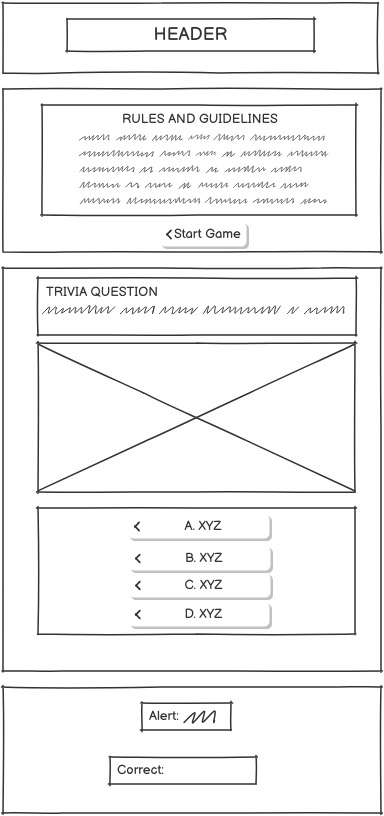 HEADER
RULES AND GUIDELINES
Start Game
TRIVIA QUESTION
A. XYZ
B. XYZ
C. XYZ
D. XYZ
Alert:
Correct: